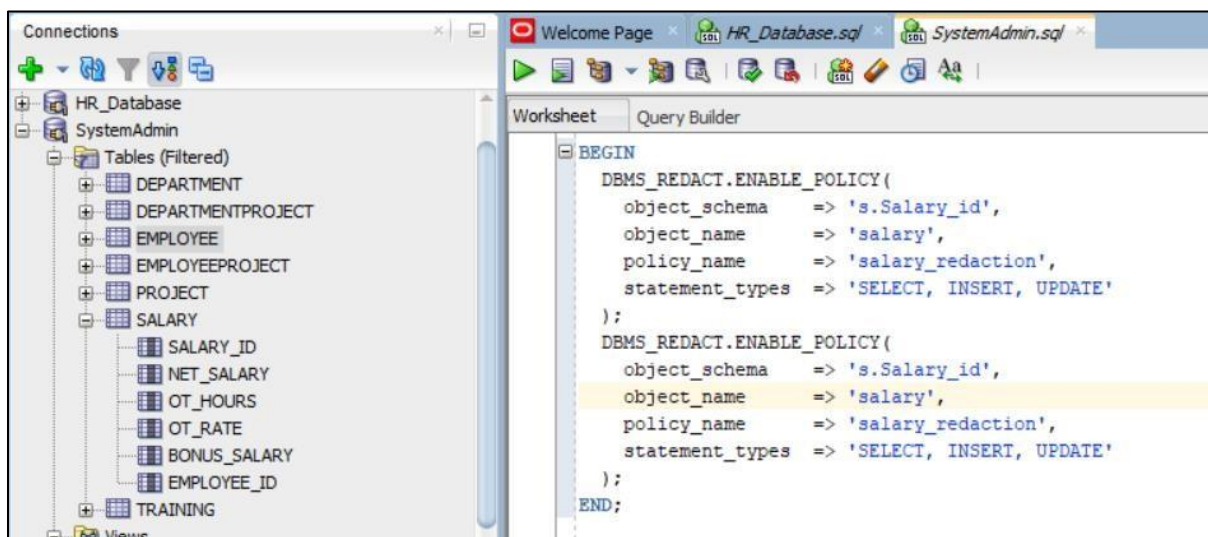 Connections
HR_Database
SystemAdmin
Tables (Filtered)
DEPARTMENT
DEPARTMENTPROJECT
EMPLOYEE
EMPLOYEEPROJECT
PROJECT
SALARY
SALARY_ID
NET_SALARY
OT_HOURS
OT_RATE
BONUS_SALARY
EMPLOYEE_ID
TRAINING
Views
Welcome Page HR_Database.sql SystemAdmin.sql
SQL Aa
Worksheet Query Builder
BEGIN
DBMS_REDACT.ENABLE_POLICY(
object_schema => 's.Salary_id',
object_name => 'salary',
policy_name => 'salary_redaction',
statement_types => 'SELECT, INSERT, UPDATE'
);
DBMS_REDACT.ENABLE_POLICY(
object_schema => 's.Salary_id',
object_name => 'salary',
policy_name => 'salary_redaction',
statement_types => 'SELECT, INSERT, UPDATE'
);
END;